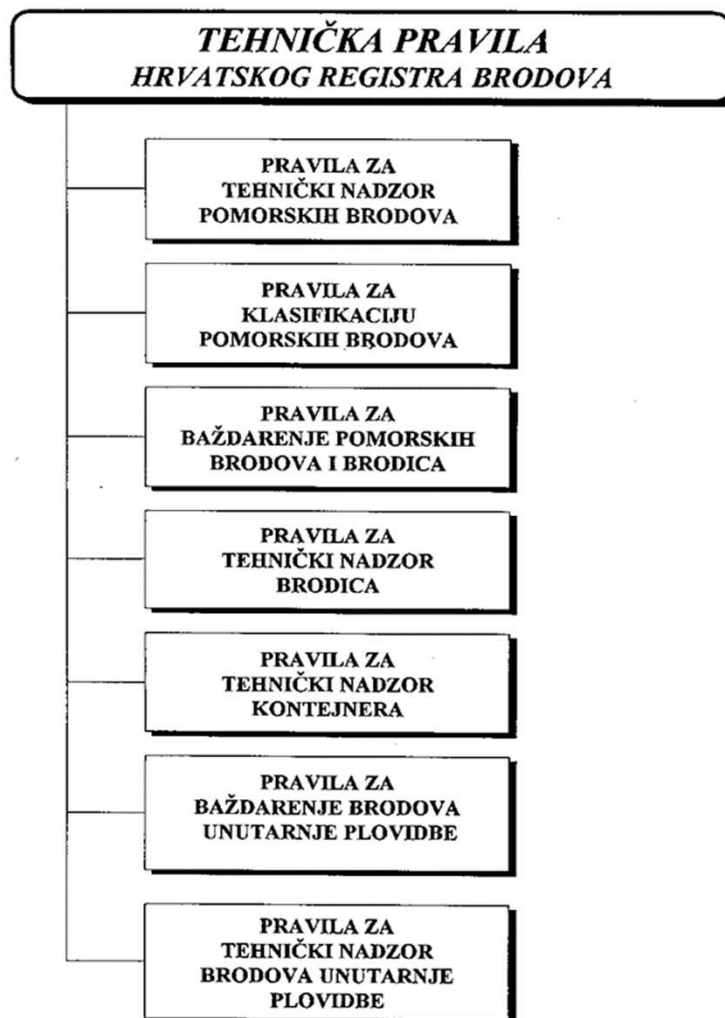 TEHNIČKA PRAVILA
HRVATSKOG REGISTRA BRODOVA
PRAVILA ZA
TEHNIČKI NADZOR
POMORSKIH BRODOVA
PRAVILA ZA
KLASIFIKACIJU
POMORSKIH BRODOVA
PRAVILA ZA
BAŽDARENJE POMORSKIH
BRODOVA I BRODICA
PRAVILA ZA
TEHNIČKI NADZOR
BRODICA
PRAVILA ZA
TEHNIČKI NADZOR
KONTEJNERA
PRAVILA ZA
BAŽDARENJE BRODOVA
UNUTARNJE PLOVIDBE
PRAVILA ZA
TEHNIČKI NADZOR
BRODOVA UNUTARNJE
PLOVIDBE